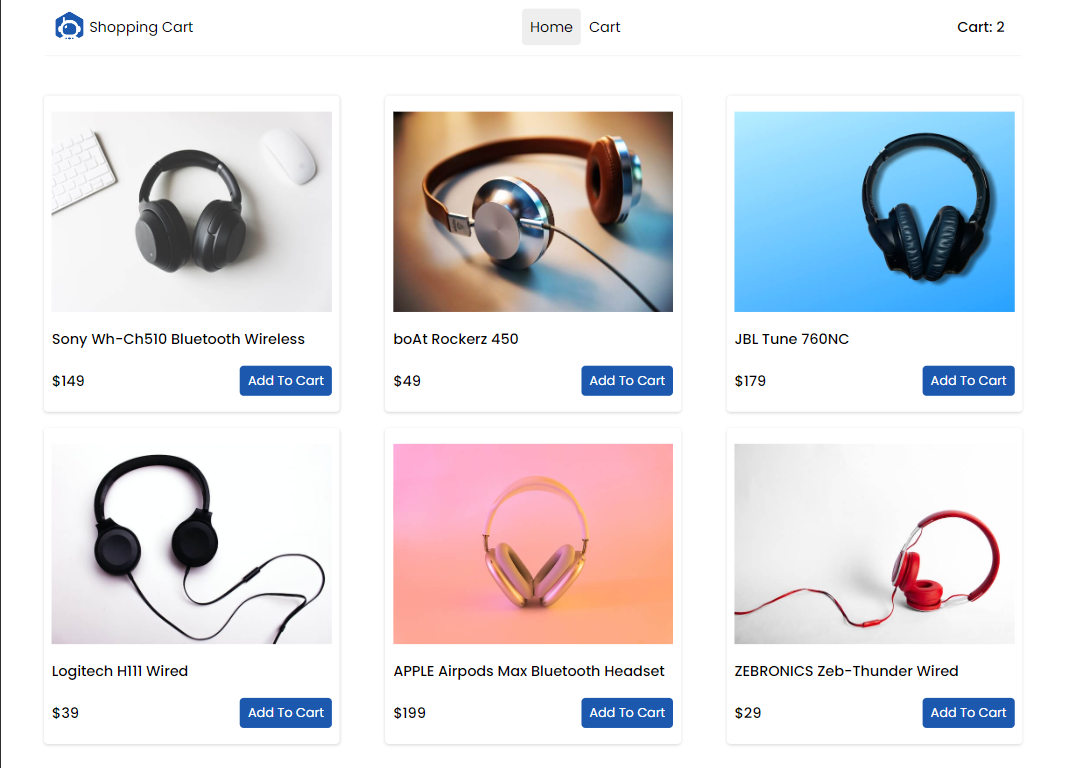 Shopping Cart
Home
Cart
Cart: 2
Sony Wh-Ch510 Bluetooth Wireless
$149
Add To Cart
boAt Rockerz 450
$49
Add To Cart
JBL Tune 760NC
$179
Add To Cart
Logitech H111 Wired
$39
Add To Cart
APPLE Airpods Max Bluetooth Headset
$199
Add To Cart
ZEBRONICS Zeb-Thunder Wired
$29
Add To Cart